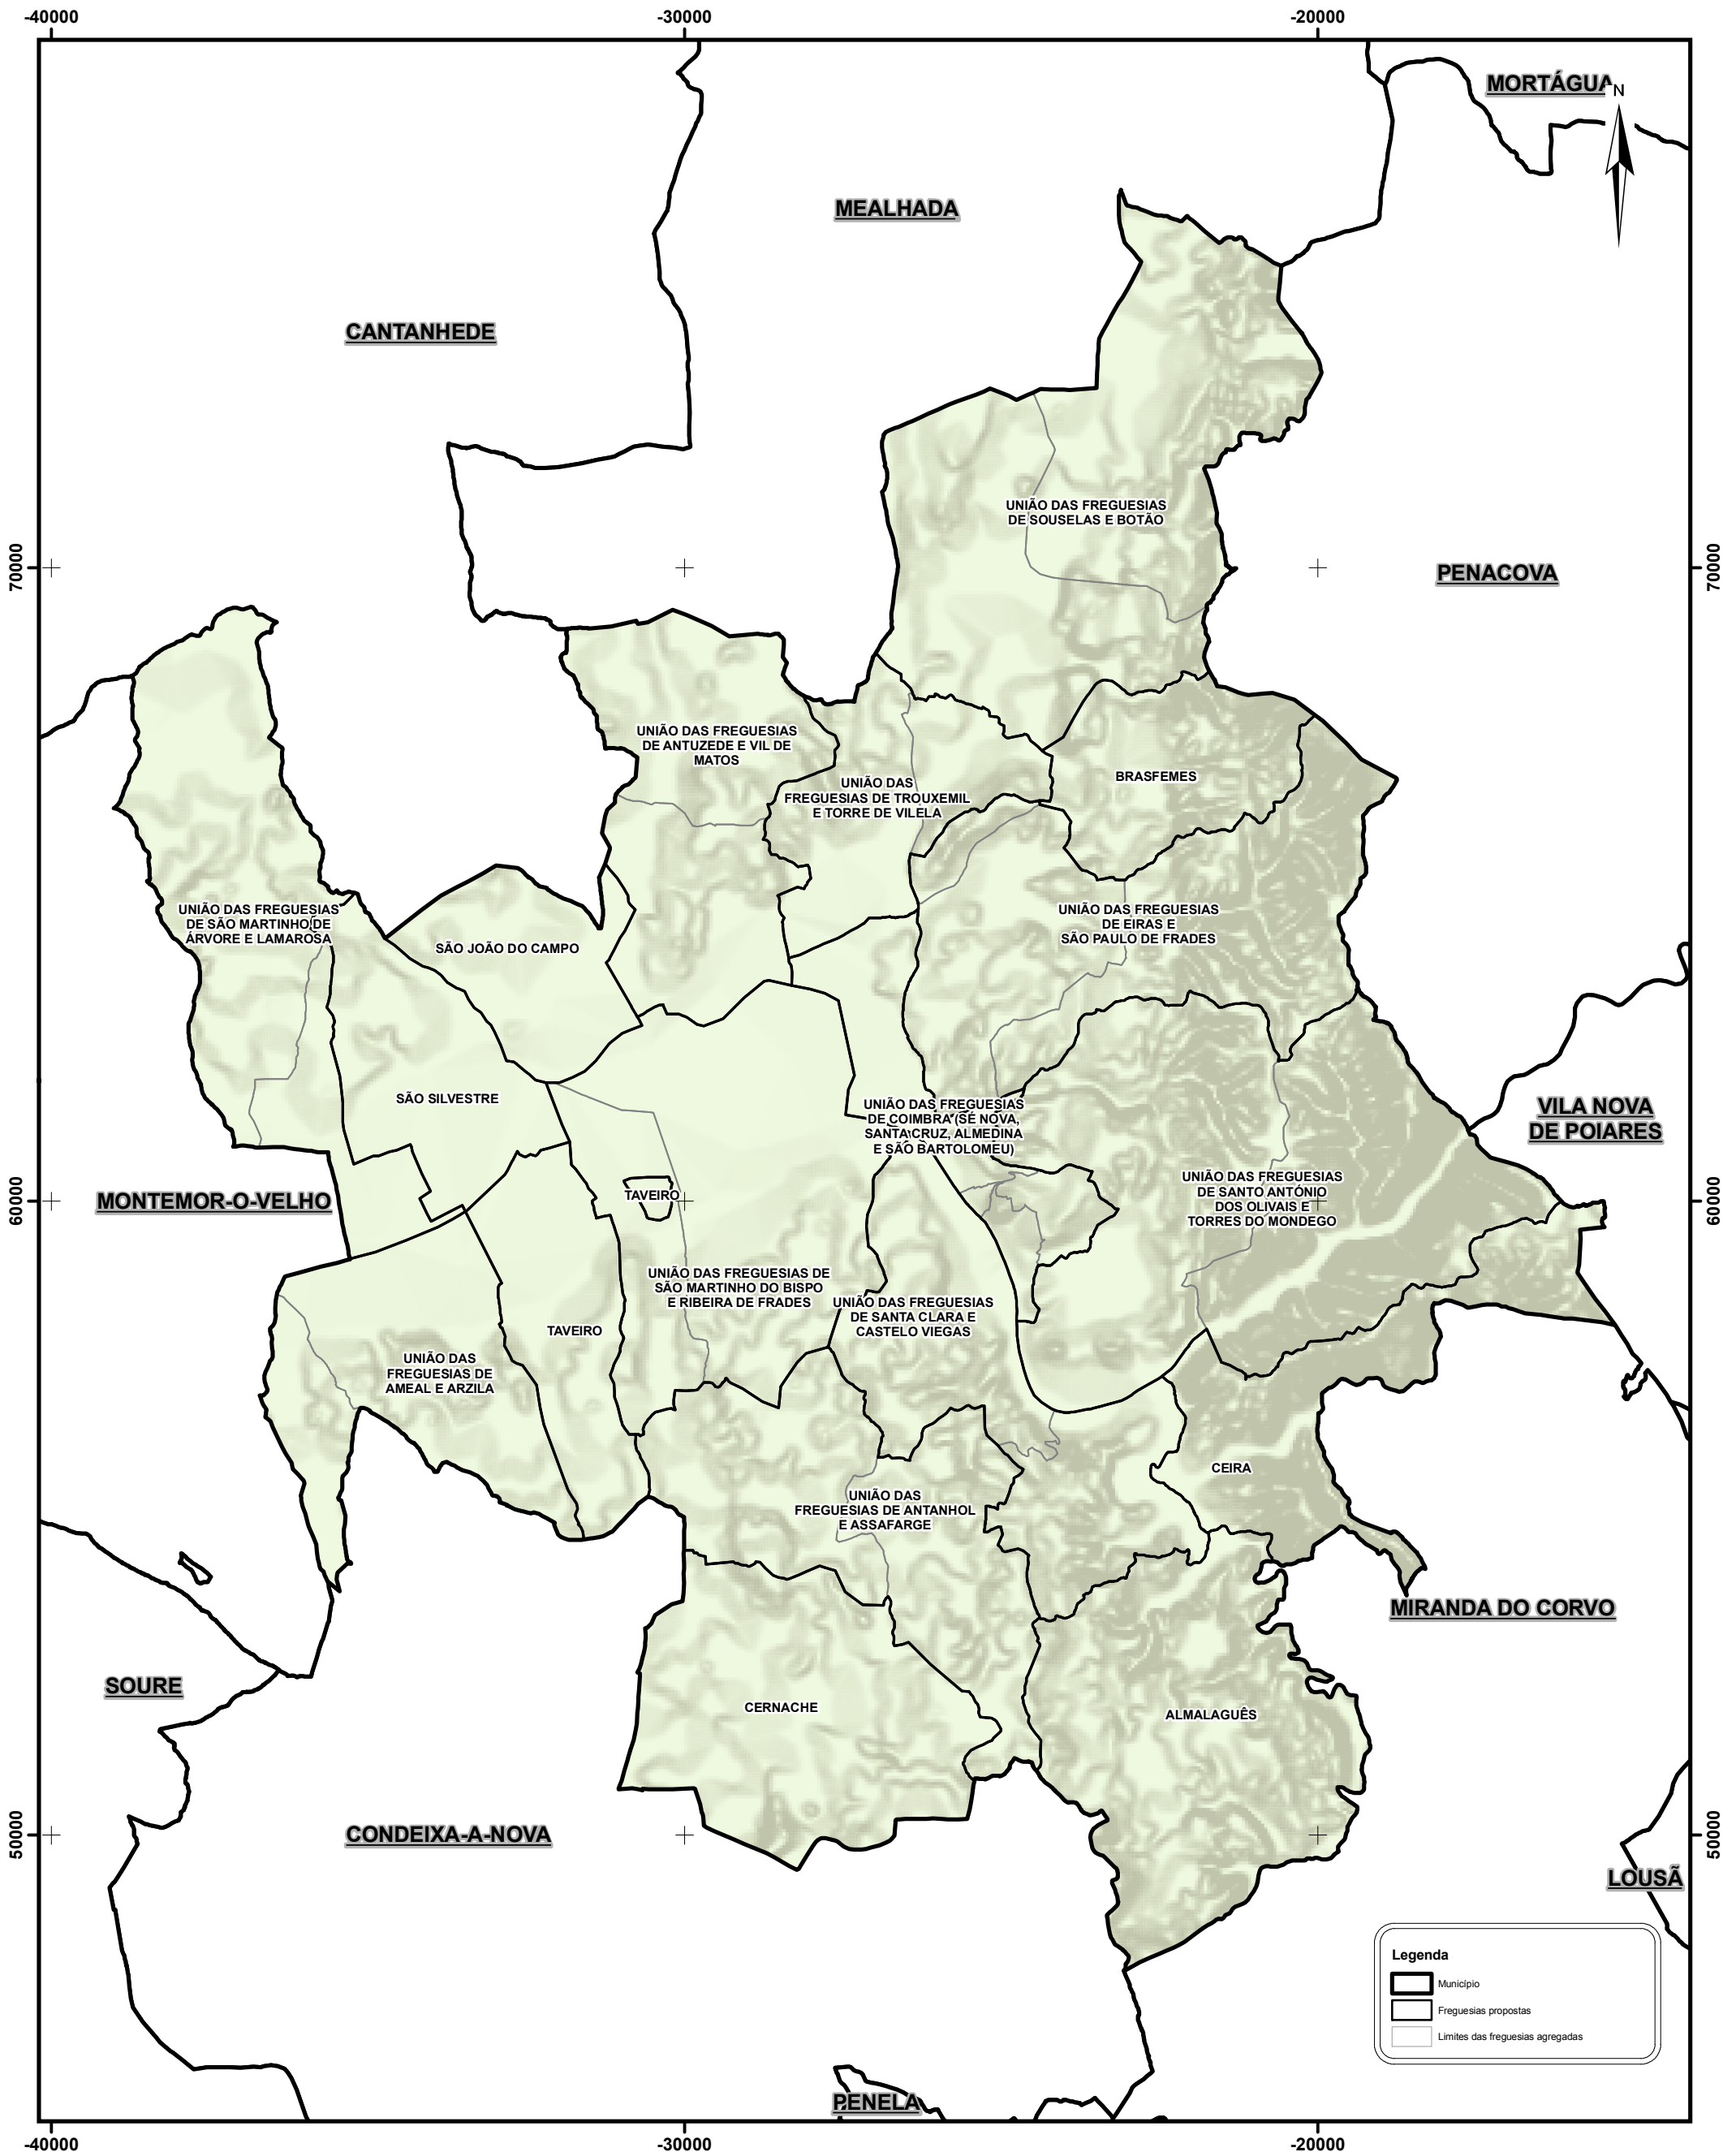 -40000
-30000
-20000
MORTÁGUA
N
MEALHADA
CANTANHEDE
UNIÃO DAS FREGUESIAS
DE SOUSELAS E BOTÃO
70000
70000
PENACOVA
UNIÃO DAS FREGUESIAS
DE ANTUZEDE E VIL DE
MATOS
UNIÃO DAS
FREGUESIAS DE TROUXEMIL
E TORRE DE VILELA
BRASFEMES
UNIÃO DAS FREGUESIAS
DE SÃO MARTINHO DE
ÁRVORE E LAMAROSA
SÃO JOÃO DO CAMPO
UNIÃO DAS FREGUESIAS
DE EIRAS E
SÃO PAULO DE FRADES
SÃO SILVESTRE
UNIÃO DAS FREGUESIAS
DE COIMBRA (SÉ NOVA,
SANTA CRUZ, ALMEDINA
E SÃO BARTOLOMEU)
VILA NOVA
DE POIARES
60000
MONTEMOR-O-VELHO
TAVEIRO
UNIÃO DAS FREGUESIAS
DE SANTO ANTÓNIO
DOS OLIVAIS E
TORRES DO MONDEGO
60000
UNIÃO DAS FREGUESIAS DE
SÃO MARTINHO DO BISPO
E RIBEIRA DE FRADES
UNIÃO DAS FREGUESIAS
DE SANTA CLARA E
CASTELO VIEGAS
TAVEIRO
UNIÃO DAS
FREGUESIAS DE
AMEAL E ARZILA
CEIRA
UNIÃO DAS
FREGUESIAS DE ANTANHOL
E ASSAFARGE
MIRANDA DO CORVO
SOURE
CERNACHE
ALMALAGUÊS
50000
CONDEIXA-A-NOVA
500000
LOUSÃ
Legenda
Município
Freguesias propostas
Limites das freguesias agregadas
PENELA
-40000
-30000
-20000